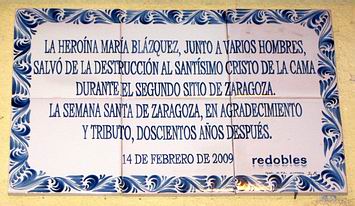 LA HEROÍNA MARÍA BLÁZQUEZ, JUNTO A VARIOS HOMBRES,
SALVÓ DE LA DESTRUCCIÓN AL SANTÍSIMO CRISTO DE LA CAMA
DURANTE EL SEGUNDO SITIO DE ZARAGOZA.
LA SEMANA SANTA DE ZARAGOZA, EN AGRADECIMIENTO
Y TRIBUTO, DOSCIENTOS AÑOS DESPUÉS.
14 DE FEBRERO DE 2009
redobles